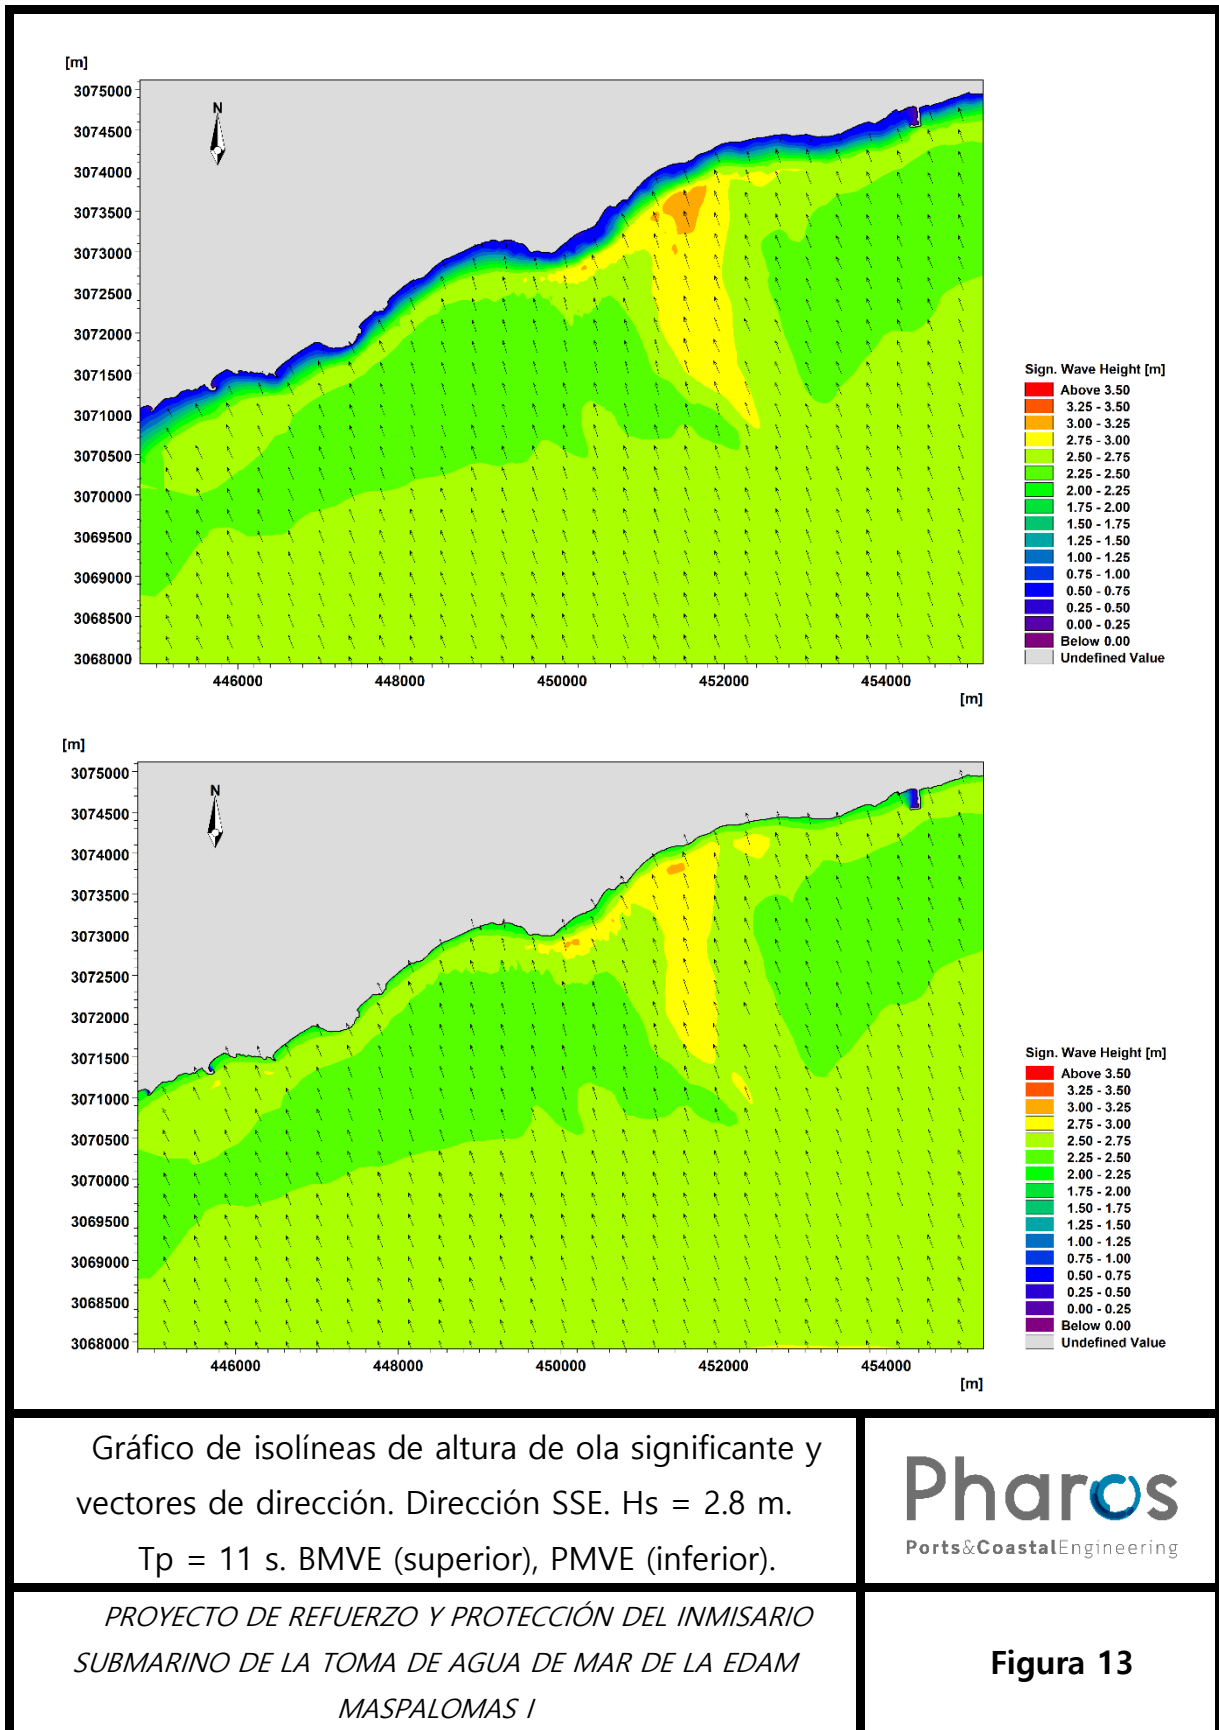 [m]
3075000
N
3074500
3074000
3073500
3073000
3072500
3072000
3071500
3071000
3070500
3070000
3069500
3069000
3068500
3068000
446000 448000 450000 452000 454000
[m]
Sign. Wave Height [m]
Above 3.50
3.25 - 3.50
3.00 - 3.25
2.75 - 3.00
2.50 - 2.75
2.25 - 2.50
2.00 - 2.25
1.75 - 2.00
1.50 - 1.75
1.25 - 1.50
1.00 - 1.25
0.75 - 1.00
0.50 - 0.75
0.25 - 0.50
0.00 - 0.25
Below 0.00
Undefined Value
[m]
3075000
N
3074500
3074000
3073500
3073000
3072500
3072000
3071500
3071000
3070500
3070000
3069500
3069000
3068500
3068000
446000 448000 450000 452000 454000
[m]
Sign. Wave Height [m]
Above 3.50
3.25 - 3.50
3.00 - 3.25
2.75 - 3.00
2.50 - 2.75
2.25 - 2.50
2.00 - 2.25
1.75 - 2.00
1.50 - 1.75
1.25 - 1.50
1.00 - 1.25
0.75 - 1.00
0.50 - 0.75
0.25 - 0.50
0.00 - 0.25
Below 0.00
Undefined Value
Gráfico de isolíneas de altura de ola significante y
vectores de dirección. Dirección SSE. Hs = 2.8 m.
Tp = 11 s. BMVE (superior), PMVE (inferior).
Pharos
Ports&CoastalEngineering
PROYECTO DE REFUERZO Y PROTECCIÓN DEL INMISARIO
SUBMARINO DE LA TOMA DE AGUA DE MAR DE LA EDAM
MASPALOMAS I
Figura 13